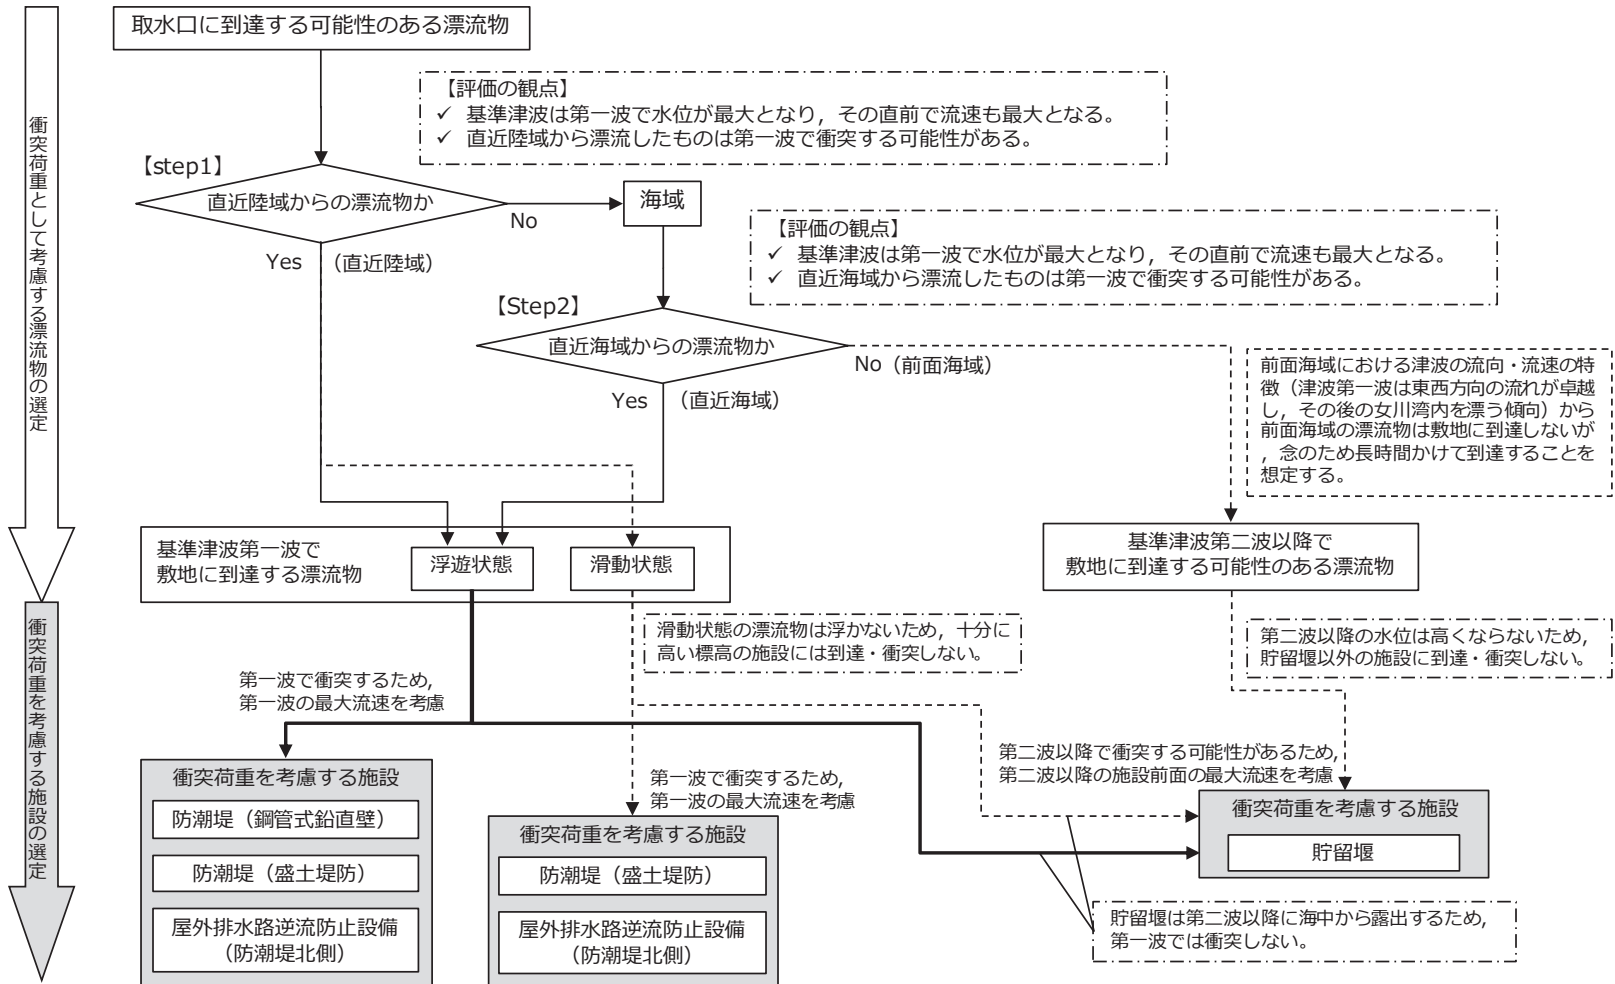 取水口に到達する可能性のある漂流物
衝突荷重として考慮する漂流物の選定
【評価の観点】
✓ 基準津波は第一波で水位が最大となり，その直前で流速も最大となる。
✓ 直近陸域から漂流したものは第一波で衝突する可能性がある。
【step1】
直近陸域からの漂流物か
No
海域
Yes （直近陸域）
【評価の観点】
✓ 基準津波は第一波で水位が最大となり，その直前で流速も最大となる。
✓ 直近海域から漂流したものは第一波で衝突する可能性がある。
【Step2】
直近海域からの漂流物か
No（前面海域）
Yes （直近海域）
前面海域における津波の流向・流速の特
徴（津波第一波は東西方向の流れが卓越
し，その後の女川湾内を漂う傾向）から
前面海域の漂流物は敷地に到達しないが
，念のため長時間かけて到達することを
想定する。
基準津波第一波で
敷地に到達する漂流物
浮遊状態
滑動状態
基準津波第二波以降で
敷地に到達する可能性のある漂流物
衝突荷重を考慮する施設の選定
滑動状態の漂流物は浮かないため，十分に
高い標高の施設には到達・衝突しない。
第二波以降の水位は高くならないため，
貯留堰以外の施設に到達・衝突しない。
第一波で衝突するため，
第一波の最大流速を考慮
第一波で衝突するため，
第一波の最大流速を考慮
第二波以降で衝突する可能性があるため，
第二波以降の施設前面の最大流速を考慮
衝突荷重を考慮する施設
防潮堤（鋼管式鉛直壁）
防潮堤（盛土堤防）
屋外排水路逆流防止設備
（防潮堤北側）
衝突荷重を考慮する施設
防潮堤（盛土堤防）
屋外排水路逆流防止設備
（防潮堤北側）
衝突荷重を考慮する施設
貯留堰
貯留堰は第二波以降に海中から露出するため，
第一波では衝突しない。